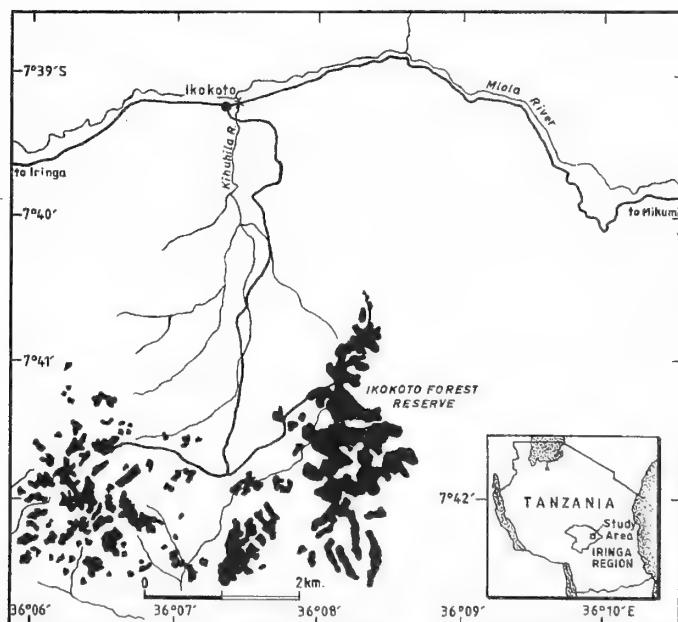 7°39'S
Ikokoto
Mlola River
Kihuhila R.
to Iringa
7°40'
to Mikumi
7°41'
IKOKOTO FOREST
RESERVE
7°42'
TANZANIA
Study
Area
IRINGA
REGION
0 2km.
36°06' 36°07' 36°08' 36°09' 36°10'E